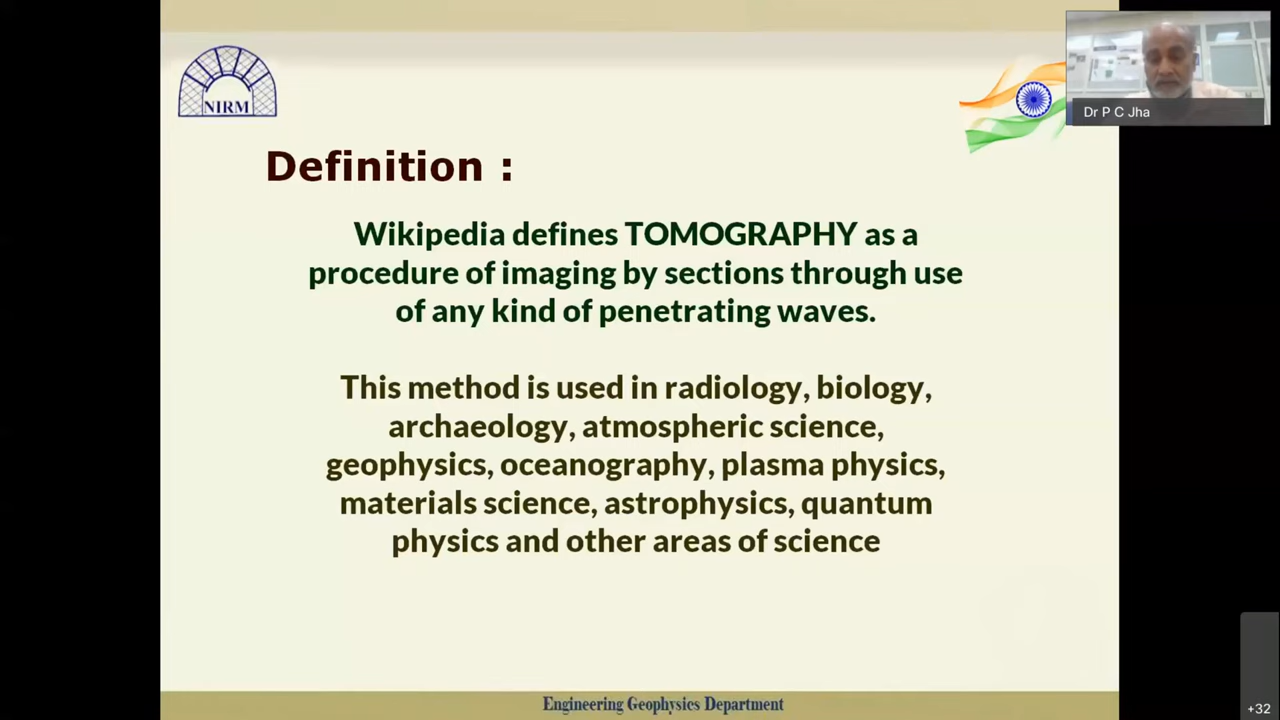 NIRM
Dr P C Jha
Definition :
Wikipedia defines TOMOGRAPHY as a
procedure of imaging by sections through use
of any kind of penetrating waves.
This method is used in radiology, biology,
archaeology, atmospheric science,
geophysics, oceanography, plasma physics,
materials science, astrophysics, quantum
physics and other areas of science
Engineering Geophysics Department
+32